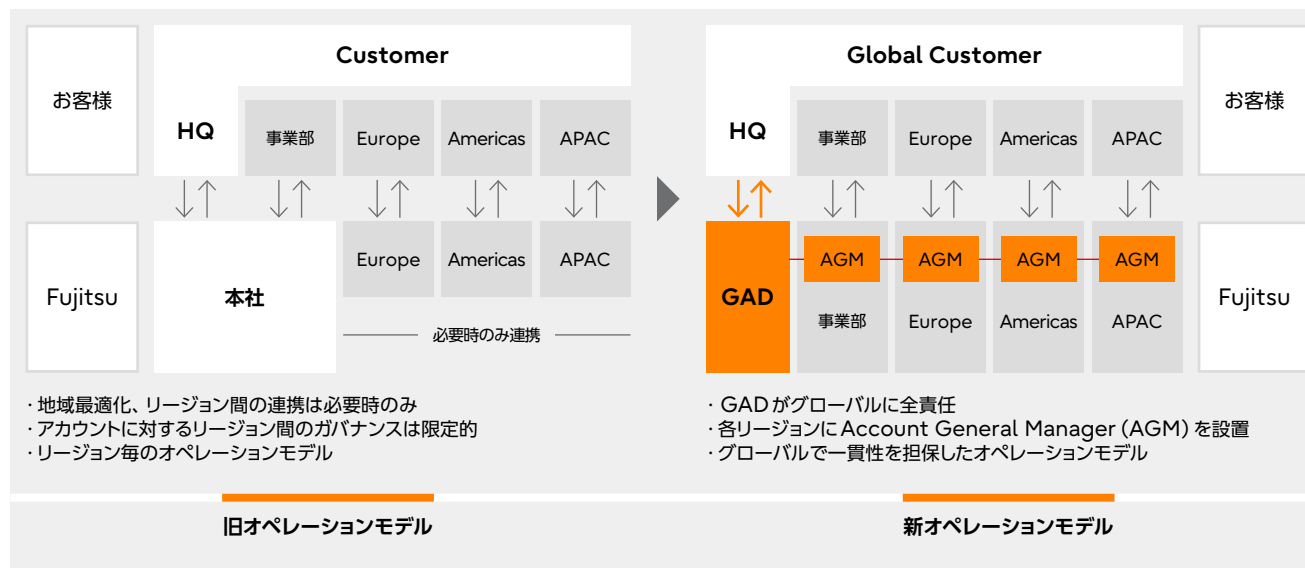 Customer
お客様
HQ
事業部
Europe
Americas
APAC
Fujitsu
本社
Europe
Americas
APAC
必要時のみ連携
・地域最適化、リージョン間の連携は必要時のみ
・アカウントに対するリージョン間のガバナンスは限定的
・リージョン毎のオペレーションモデル
旧オペレーションモデル
Global Customer
お客様
HQ
事業部
Europe
Americas
APAC
GAD
AGM
AGM
AGM
AGM
事業部
Europe
Americas
APAC
Fujitsu
・GADがグローバルに全責任
・各リージョンにAccount General Manager (AGM) を設置
・グローバルで一貫性を担保したオペレーションモデル
新オペレーションモデル